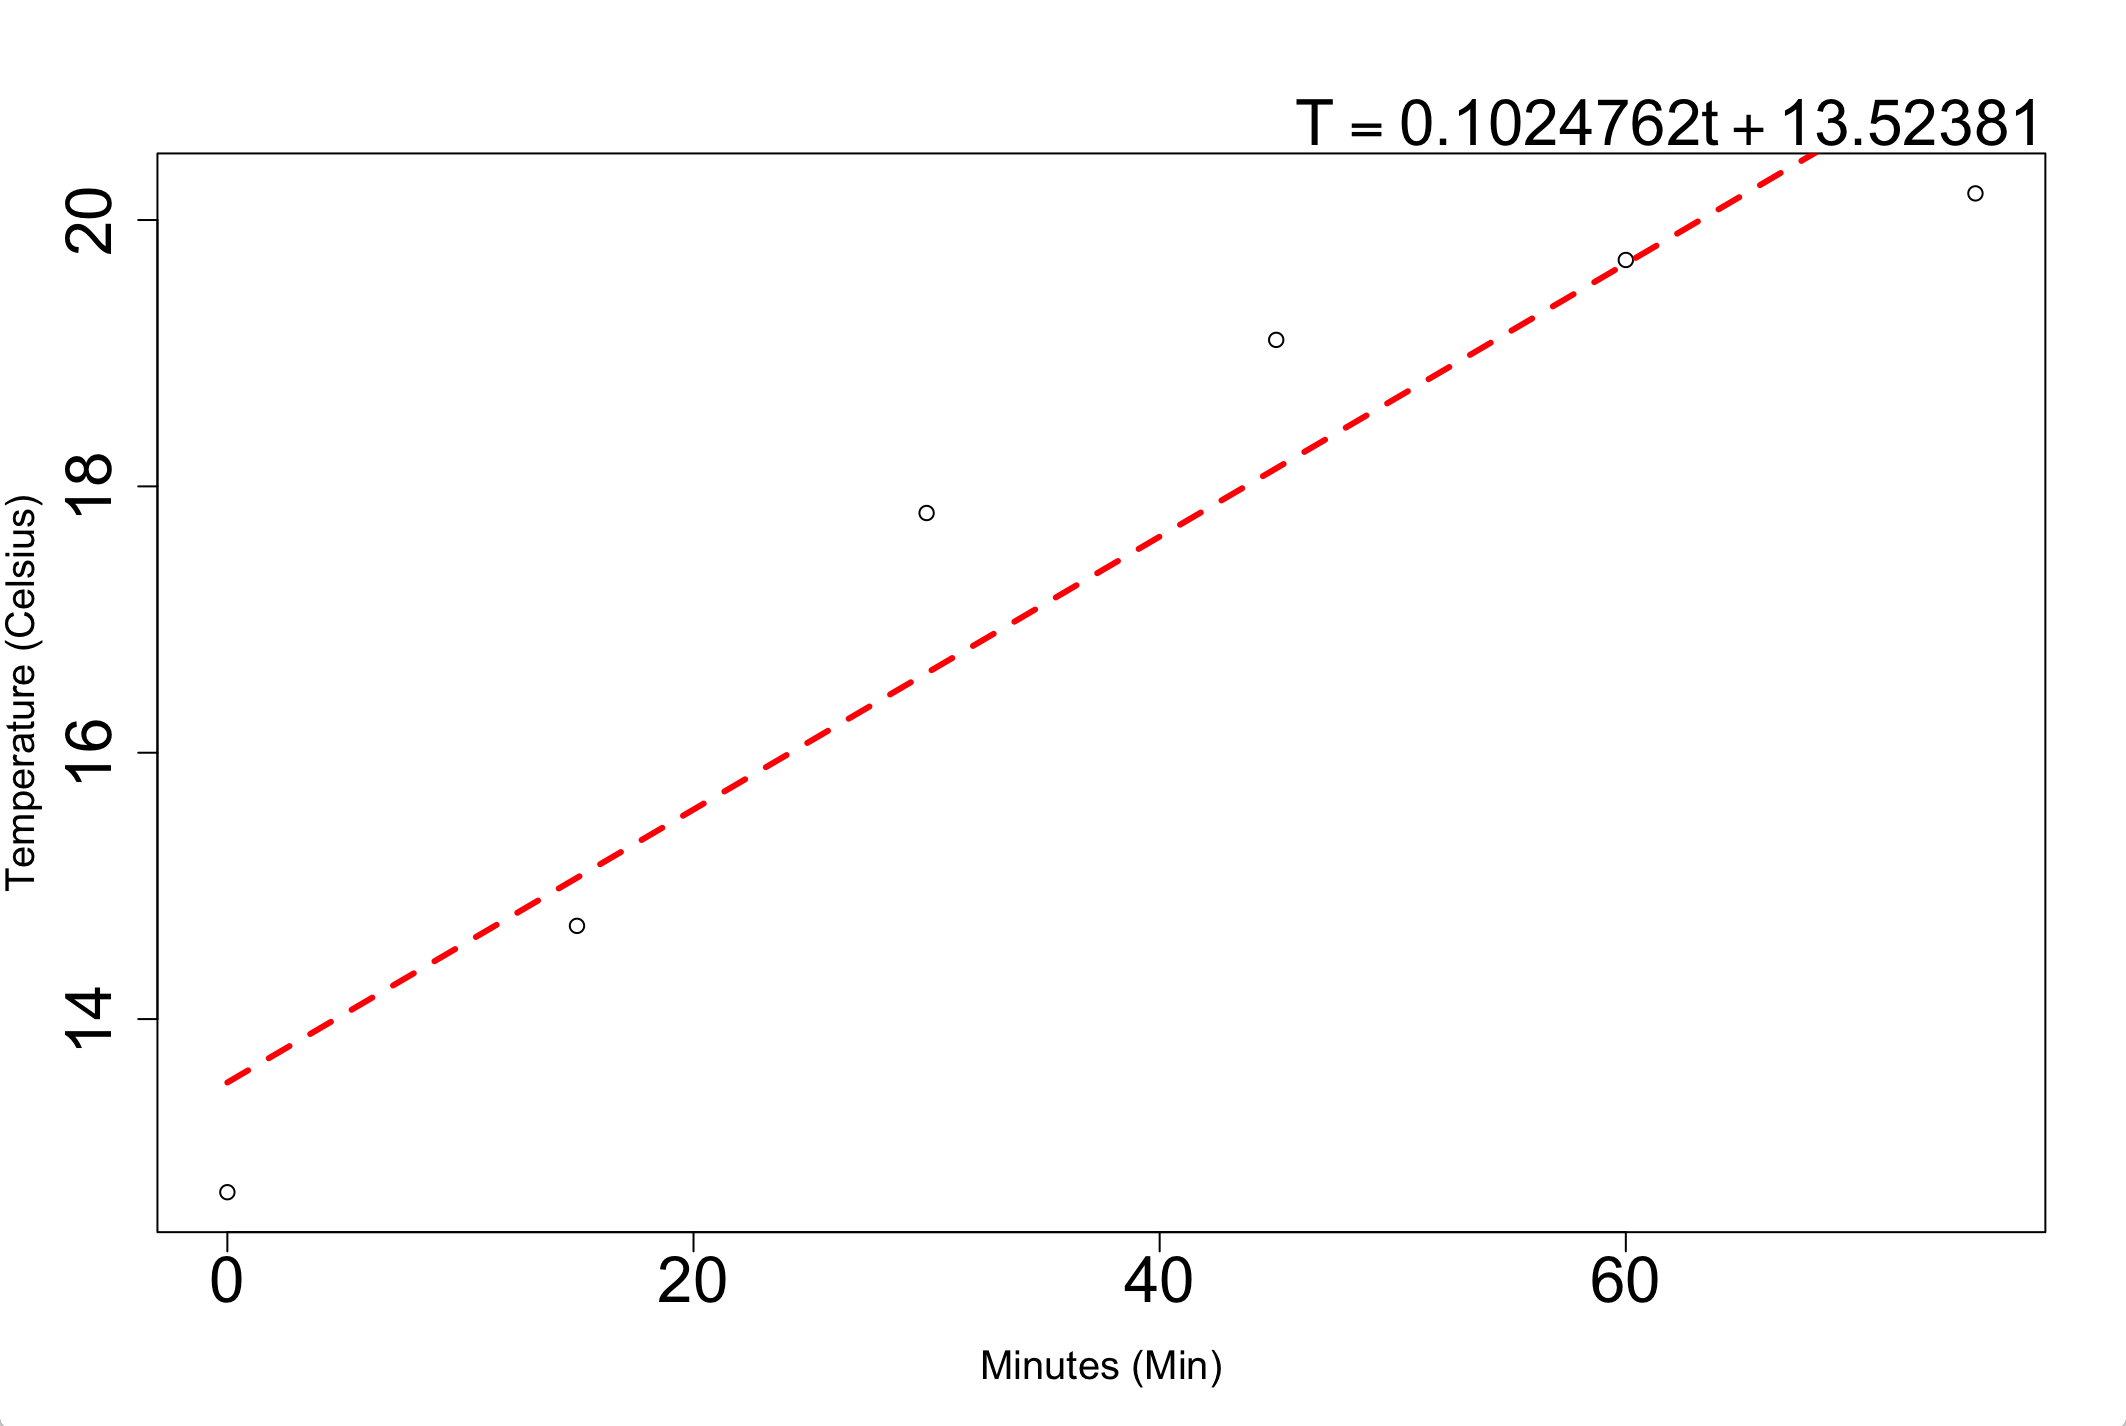 T = 0.1024762t + 13.52381
20
18
16
14
Temperature (Celsius)
0 20 40 60
Minutes (Min)